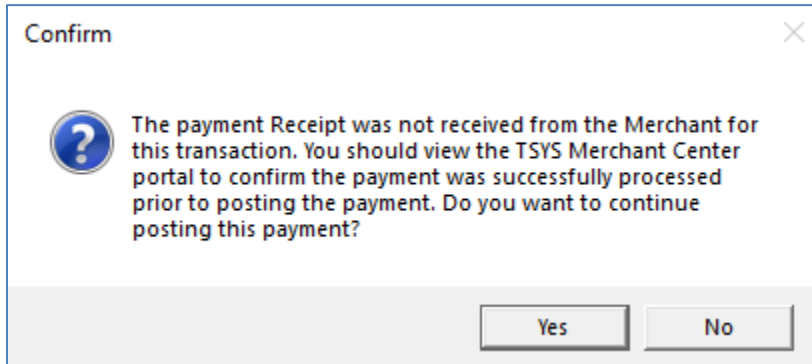 Confirm
The payment Receipt was not received from the Merchant for
this transaction. You should view the TSYS Merchant Center
portal to confirm the payment was successfully processed
prior to posting the payment. Do you want to continue
posting this payment?
Yes
No